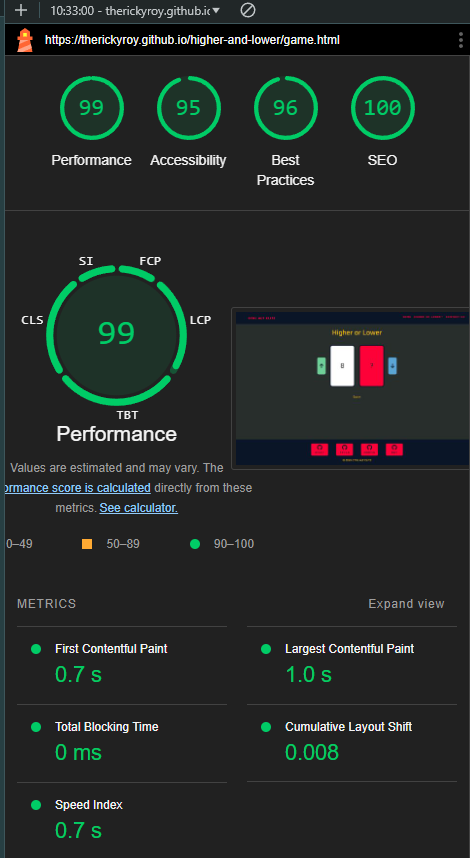 10:33:00 - therickyroy.github.ic
https://therickyroy.github.io/higher-and-lower/game.html
99
95
96
100
Performance
Accessibility
Best
Practices
SEO
SI
FCP
CLS
LCP
99
TBT
Performance
Higher or Lower
Values are estimated and may vary. The
ormance score is calculated directly from these
metrics. See calculator.
0–49
50–89
90–100
METRICS
Expand view
First Contentful Paint
0.7 s
Largest Contentful Paint
1.0 s
Total Blocking Time
0 ms
Cumulative Layout Shift
0.008
Speed Index
0.7 s